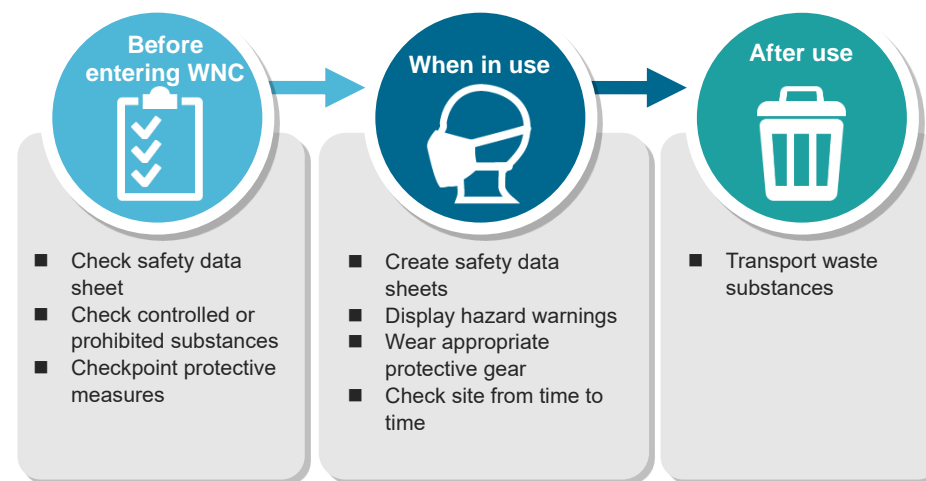 Before
entering WNC
When in use
After use
■ Check safety data
sheet
■ Check controlled or
prohibited substances
■ Checkpoint protective
measures
■ Create safety data
sheets
■ Display hazard warnings
■ Wear appropriate
protective gear
■ Check site from time to
time
■ Transport waste
substances